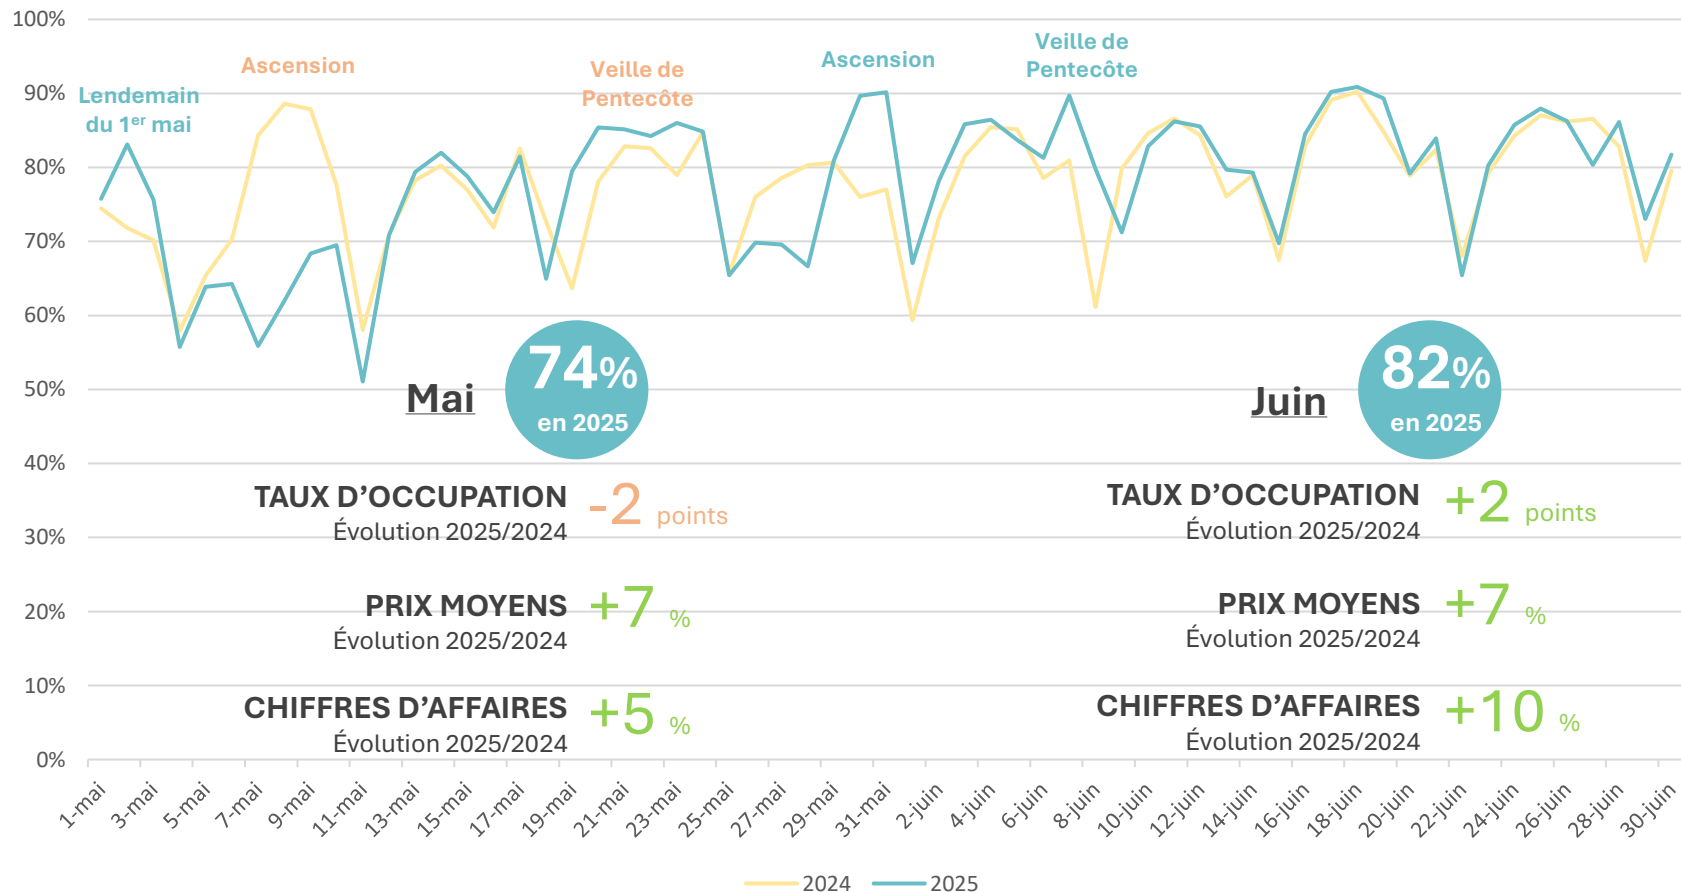 100%
90%
80%
70%
60%
50%
40%
30%
20%
10%
0%
Lendemain
du 1er mai
Ascension
Veille de
Pentecôte
Ascension
Veille de
Pentecôte
Mai
74%
en 2025
TAUX D'OCCUPATION -2 points
Évolution 2025/2024
PRIX MOYENS +7 %
Évolution 2025/2024
CHIFFRES D'AFFAIRES +5 %
Évolution 2025/2024
Juin
82%
en 2025
TAUX D'OCCUPATION +2 points
Évolution 2025/2024
PRIX MOYENS +7 %
Évolution 2025/2024
CHIFFRES D'AFFAIRES +10 %
Évolution 2025/2024
1-mai
3-mai
5-mai
7-mai
9-mai
11-mai
13-mai
15-mai
17-mai
19-mai
21-mai
23-mai
25-mai
27-mai
29-mai
31-mai
2-juin
4-juin
6-juin
8-juin
10-juin
12-juin
14-juin
16-juin
18-juin
20-juin
22-juin
24-juin
26-juin
28-juin
30-juin
2024
2025